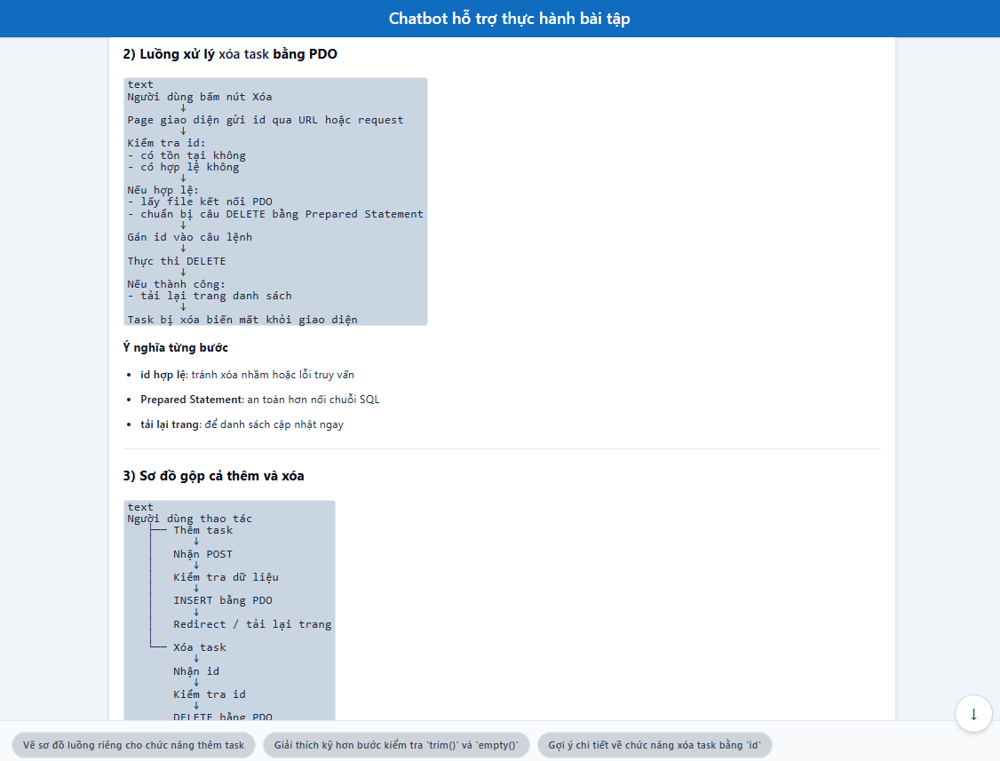 Chatbot hỗ trợ thực hành bài tập
2) Luồng xử lý xóa task bằng PDO
text
Người dùng bấm nút Xóa
↓
Page giao diện gửi id qua URL hoặc request
↓
Kiểm tra id:
- có tồn tại không
- có hợp lệ không
↓
Nếu hợp lệ:
- lấy file kết nối PDO
- chuẩn bị câu DELETE bằng Prepared Statement
↓
Gán id vào câu lệnh
↓
Thực thi DELETE
↓
Nếu thành công:
- tải lại trang danh sách
↓
Task bị xóa biến mất khỏi giao diện
Ý nghĩa từng bước
• id hợp lệ: tránh xóa nhầm hoặc lỗi truy vấn
• Prepared Statement: an toàn hơn nối chuỗi SQL
• tải lại trang: để danh sách cập nhật ngay
3) Sơ đồ gộp cả thêm và xóa
text
Người dùng thao tác
├── Thêm task
│ ↓
│ Nhận POST
│ ↓
│ Kiểm tra dữ liệu
│ ↓
│ INSERT bằng PDO
│ ↓
│ Redirect / tải lại trang
│
└── Xóa task
↓
Nhận id
↓
Kiểm tra id
↓
DELETE bằng PDO
↓
Vẽ sơ đồ luồng riêng cho chức năng thêm task
Giải thích kỹ hơn bước kiểm tra `trim()` và `empty()`
Gợi ý chi tiết về chức năng xóa task bằng `id`